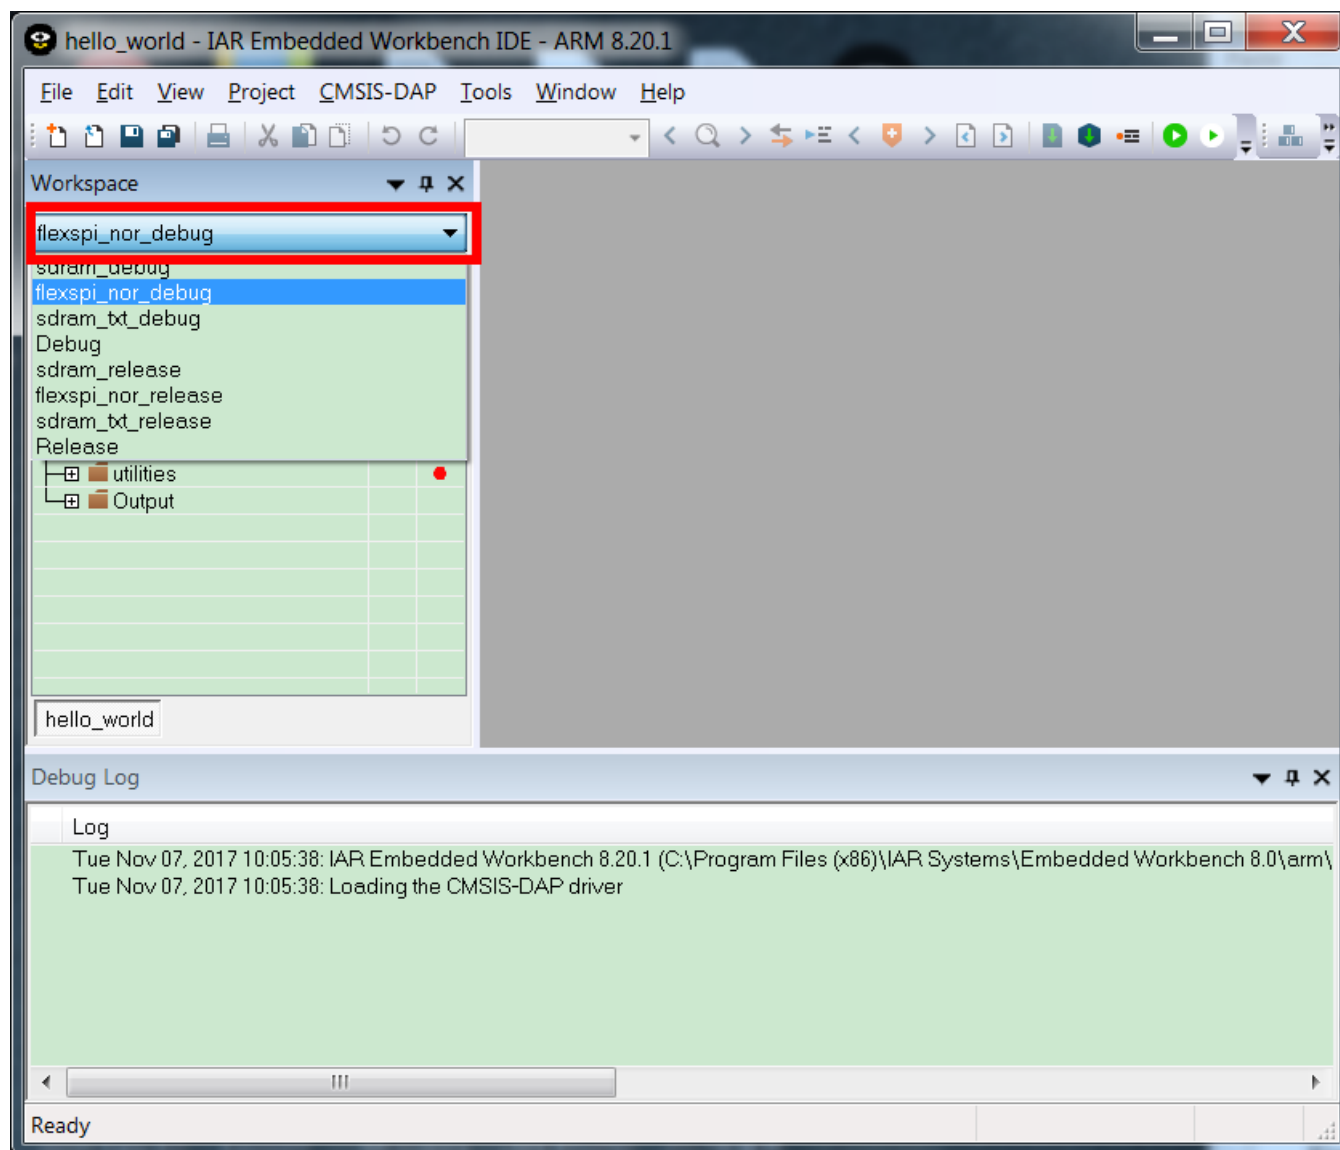 hello_world - IAR Embedded Workbench IDE - ARM 8.20.1
File Edit View Project CMSIS-DAP Tools Window Help
Workspace
flexspi_nor_debug
sdram_debug
flexspi_nor_debug
sdram_txt_debug
Debug
sdram_release
flexspi_nor_release
sdram_txt_release
Release
utilities
Output
hello_world
Debug Log
Log
Tue Nov 07, 2017 10:05:38: IAR Embedded Workbench 8.20.1 (C:\Program Files (x86)\IAR Systems\Embedded Workbench 8.0\arm\
Tue Nov 07, 2017 10:05:38: Loading the CMSIS-DAP driver
Ready